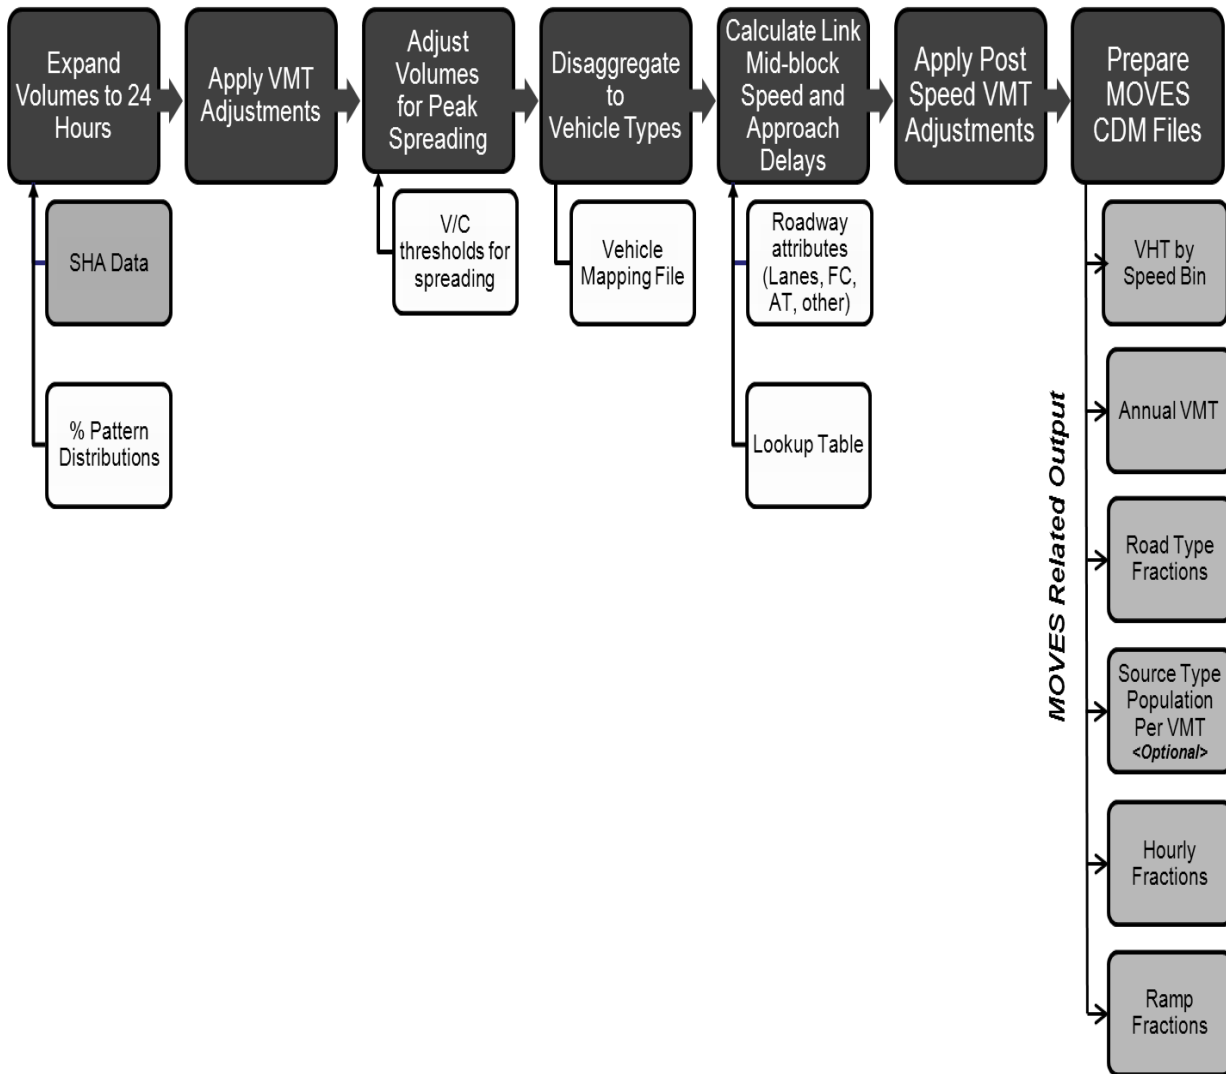 Expand
Volumes to 24
Hours
Apply VMT
Adjustments
Adjust
Volumes
for Peak
Spreading
Disaggregate
to
Vehicle Types
Calculate Link
Mid-block
Speed and
Approach
Delays
Apply Post
Speed VMT
Adjustments
Prepare
MOVES
CDM Files
SHA Data
% Pattern
Distributions
V/C
thresholds for
spreading
Vehicle
Mapping File
Roadway
attributes
(Lanes, FC,
AT, other)
Lookup Table
MOVES Related Output
VHT by
Speed Bin
Annual VMT
Road Type
Fractions
Source Type
Population
Per VMT
<Optional>
Hourly
Fractions
Ramp
Fractions